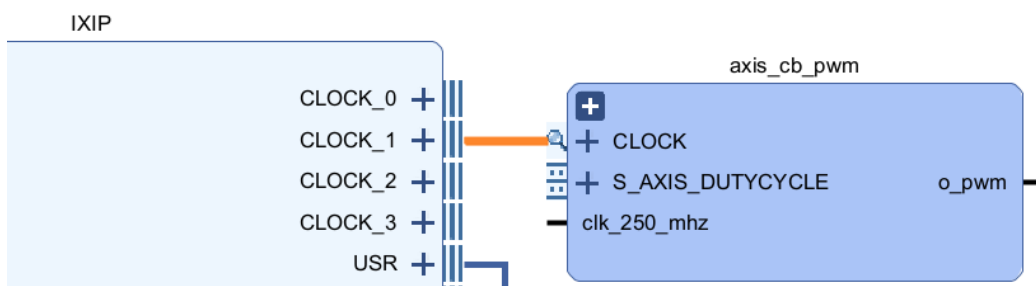 IXIP
CLOCK_0
CLOCK_1
CLOCK_2
CLOCK_3
USR
axis_cb_pwm
CLOCK
S_AXIS_DUTYCYCLE
o_pwm
clk_250_mhz